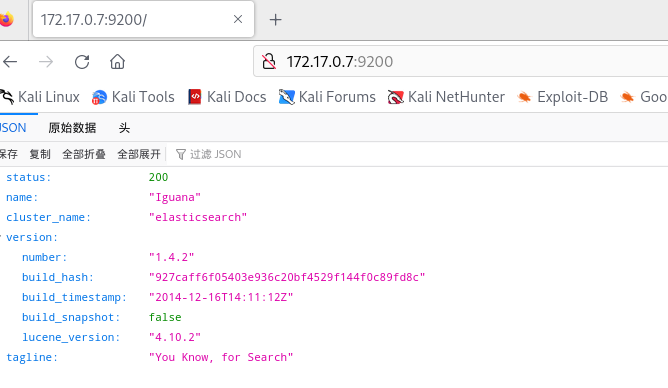 172.17.0.7:9200/
172.17.0.7:9200
Kali Linux Kali Tools Kali Docs Kali Forums Kali NetHunter Exploit-DB Goo
JSON 原始数据 头
保存 复制 全部折叠 全部展开 过滤 JSON
status: 200
name: "Iguana"
cluster_name: "elasticsearch"
version:
number: "1.4.2"
build_hash: "927caff6f05403e936c20bf4529f144f0c89fd8c"
build_timestamp: "2014-12-16T14:11:12Z"
build_snapshot: false
lucene_version: "4.10.2"
tagline: "You Know, for Search"